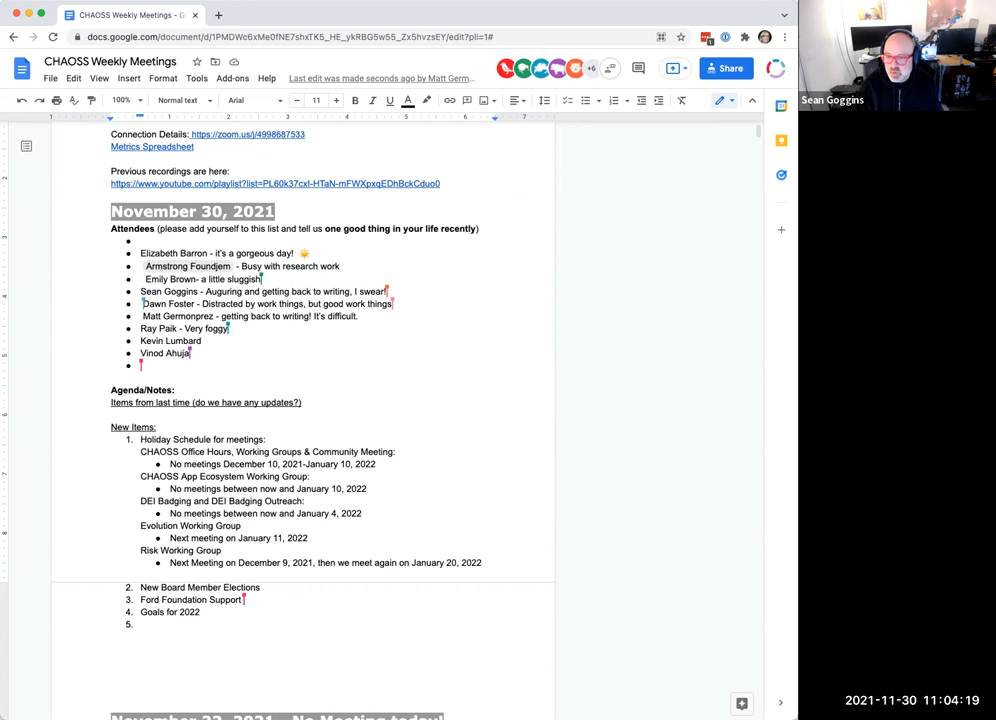 CHAOSS Weekly Meetings - G
docs.google.com/document/d/1PMDWc6xMe0fNE7shxTK5_HE_ykRBG5w55_Zx5hvzsEY/edit?pli=1#
CHAOSS Weekly Meetings
File Edit View Insert Format Tools Add-ons Help Last edit was made seconds ago by Matt Germ...
+6
Share
100% Normal text Arial 11
Sean Goggins
Connection Details: https://zoom.us/j/4998687533
Metrics Spreadsheet
Previous recordings are here:
https://www.youtube.com/playlist?list=PL60k37cxI-HTaN-mFWXpxqEDhBckCduo0
November 30, 2021
Attendees (please add yourself to this list and tell us one good thing in your life recently)
Elizabeth Barron - it's a gorgeous day! ☀️
Armstrong Foundjem - Busy with research work
Emily Brown- a little sluggish
Sean Goggins - Auguring and getting back to writing, I swear!
Dawn Foster - Distracted by work things, but good work things
Matt Germonprez - getting back to writing! It's difficult.
Ray Paik - Very foggy
Kevin Lumbard
Vinod Ahuja
Agenda/Notes:
Items from last time (do we have any updates?)
New Items:
1. Holiday Schedule for meetings:
CHAOSS Office Hours, Working Groups & Community Meeting:
No meetings December 10, 2021-January 10, 2022
CHAOSS App Ecosystem Working Group:
No meetings between now and January 10, 2022
DEI Badging and DEI Badging Outreach:
No meetings between now and January 4, 2022
Evolution Working Group
Next meeting on January 11, 2022
Risk Working Group
Next Meeting on December 9, 2021, then we meet again on January 20, 2022
2. New Board Member Elections
3. Ford Foundation Support
4. Goals for 2022
5.
November 23, 2021 - No Meeting today!
2021-11-30 11:04:19